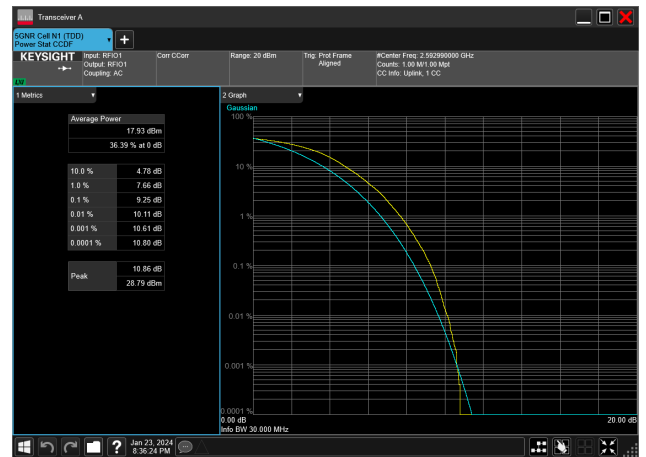 Transceiver A
5GNR Cell N1 (TDD)
Power Stat CCDF
KEYSIGHT
Input: RFIO1
Output: RFIO1
Coupling: AC
Corr CCorr
Range: 20 dBm
Trig: Prot Frame
Aligned
#Center Freq: 2.592990000 GHz
Counts: 1.00 M/1.00 Mpt
CC Info: Uplink, 1 CC
1 Metrics
Average Power
17.93 dBm
36.39 % at 0 dB
10.0 % 4.78 dB
1.0 % 7.66 dB
0.1 % 9.25 dB
0.01 % 10.11 dB
0.001 % 10.61 dB
0.0001 % 10.80 dB
Peak
10.86 dB
28.79 dBm
2 Graph
Gaussian
100 %
10 %
1 %
0.1 %
0.01 %
0.001 %
0.0001 %
0.00 dB 20.00 dB
Info BW 30.000 MHz
Jan 23, 2024
8:36:24 PM